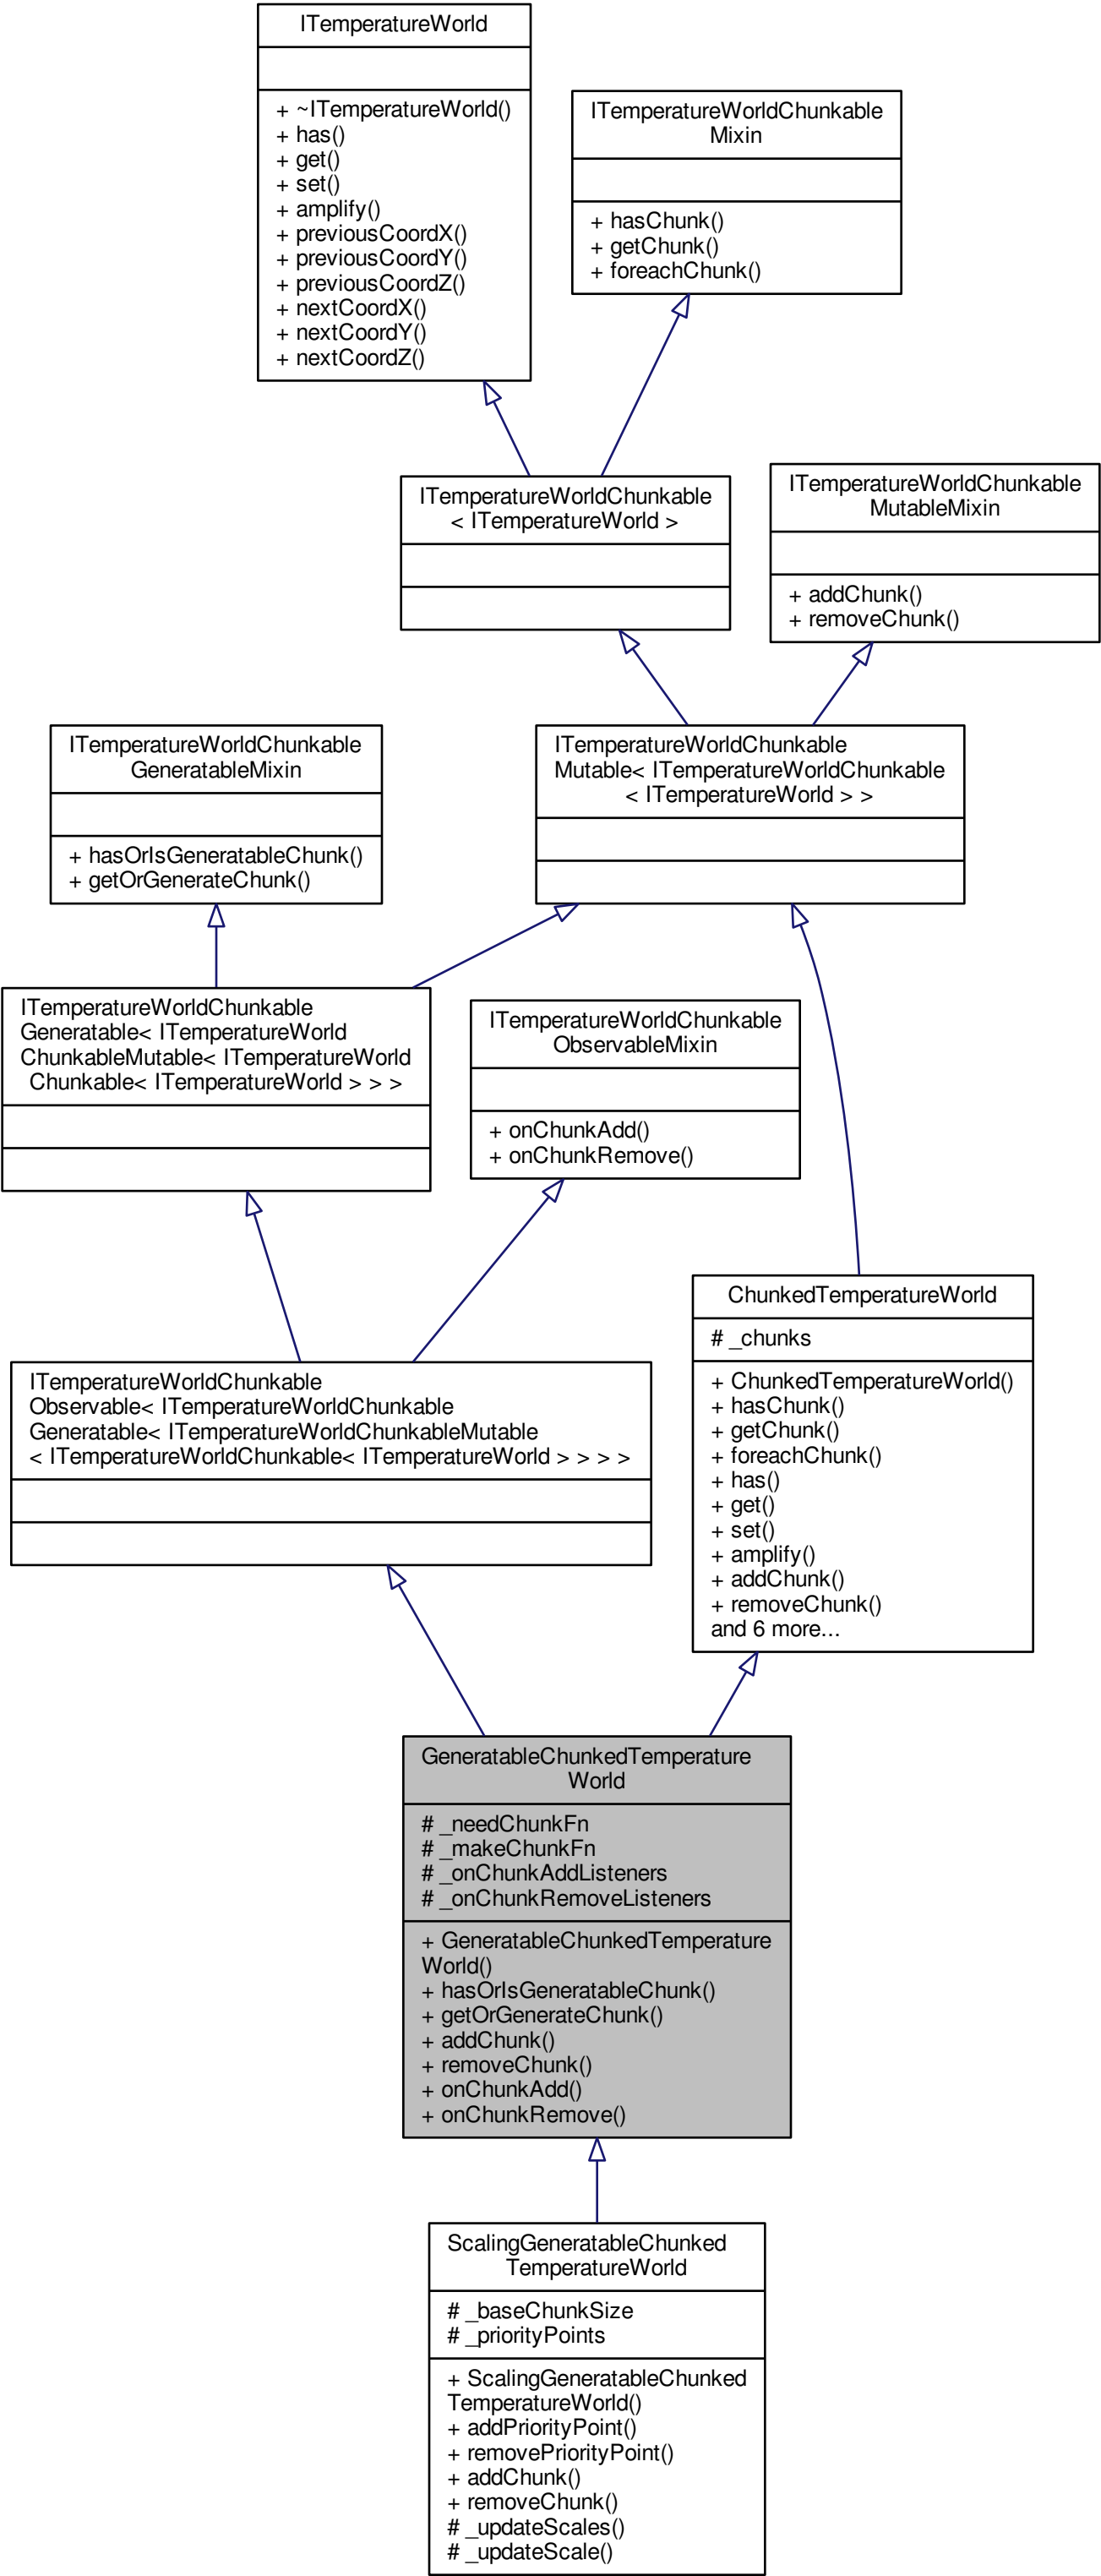 ITemperatureWorld
+ ~ITemperatureWorld()
+ has()
+ get()
+ set()
+ amplify()
+ previousCoordX()
+ previousCoordY()
+ previousCoordZ()
+ nextCoordX()
+ nextCoordY()
+ nextCoordZ()
ITemperatureWorldChunkable
Mixin
+ hasChunk()
+ getChunk()
+ foreachChunk()
ITemperatureWorldChunkable
< ITemperatureWorld >
ITemperatureWorldChunkable
MutableMixin
+ addChunk()
+ removeChunk()
ITemperatureWorldChunkable
GeneratableMixin
+ hasOrIsGeneratableChunk()
+ getOrGenerateChunk()
ITemperatureWorldChunkable
Mutable< ITemperatureWorldChunkable
< ITemperatureWorld > >
ITemperatureWorldChunkable
Generatable< ITemperatureWorld
ChunkableMutable< ITemperatureWorld
Chunkable< ITemperatureWorld > > >
ITemperatureWorldChunkable
ObservableMixin
+ onChunkAdd()
+ onChunkRemove()
ITemperatureWorldChunkable
Observable< ITemperatureWorldChunkable
Generatable< ITemperatureWorldChunkableMutable
< ITemperatureWorldChunkable< ITemperatureWorld > > > >
ChunkedTemperatureWorld
# _chunks
+ ChunkedTemperatureWorld()
+ hasChunk()
+ getChunk()
+ foreachChunk()
+ has()
+ get()
+ set()
+ amplify()
+ addChunk()
+ removeChunk()
and 6 more...
GeneratableChunkedTemperature
World
# _needChunkFn
# _makeChunkFn
# _onChunkAddListeners
# _onChunkRemoveListeners
+ GeneratableChunkedTemperature
World()
+ hasOrIsGeneratableChunk()
+ getOrGenerateChunk()
+ addChunk()
+ removeChunk()
+ onChunkAdd()
+ onChunkRemove()
ScalingGeneratableChunked
TemperatureWorld
# _baseChunkSize
# _priorityPoints
+ ScalingGeneratableChunked
TemperatureWorld()
+ addPriorityPoint()
+ removePriorityPoint()
+ addChunk()
+ removeChunk()
# _updateScales()
# _updateScale()